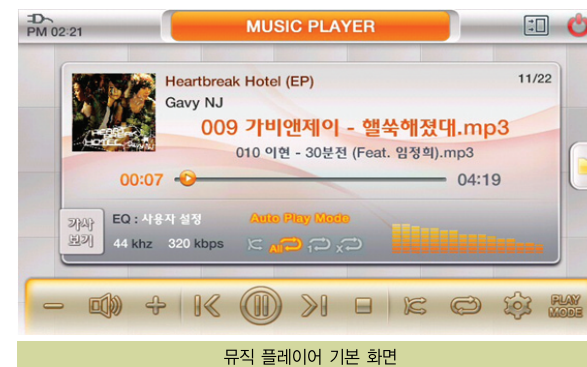 PM 02:21
MUSIC PLAYER
Heartbreak Hotel (EP)
11/22
Gavy NJ
HEARTBREAK
HOTEL
009 가비앤제이 - 핼쑥해졌대.mp3
010 이현 - 30분전 (Feat. 임정희).mp3
00:07
04:19
가사
보기
EQ : 사용자 설정
Auto Play Mode
44 khz 320 kbps
All
1
x
PLAY
MODE
뮤직 플레이어 기본 화면